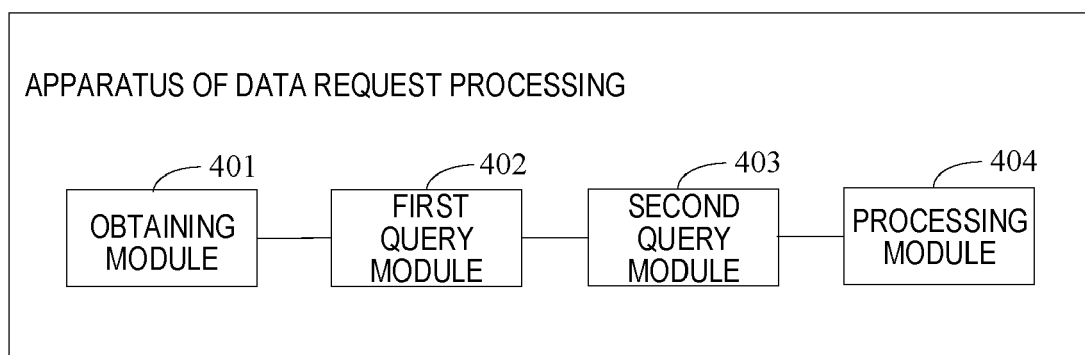 APPARATUS OF DATA REQUEST PROCESSING
401
402
403
404
OBTAINING
MODULE
FIRST
QUERY
MODULE
SECOND
QUERY
MODULE
PROCESSING
MODULE